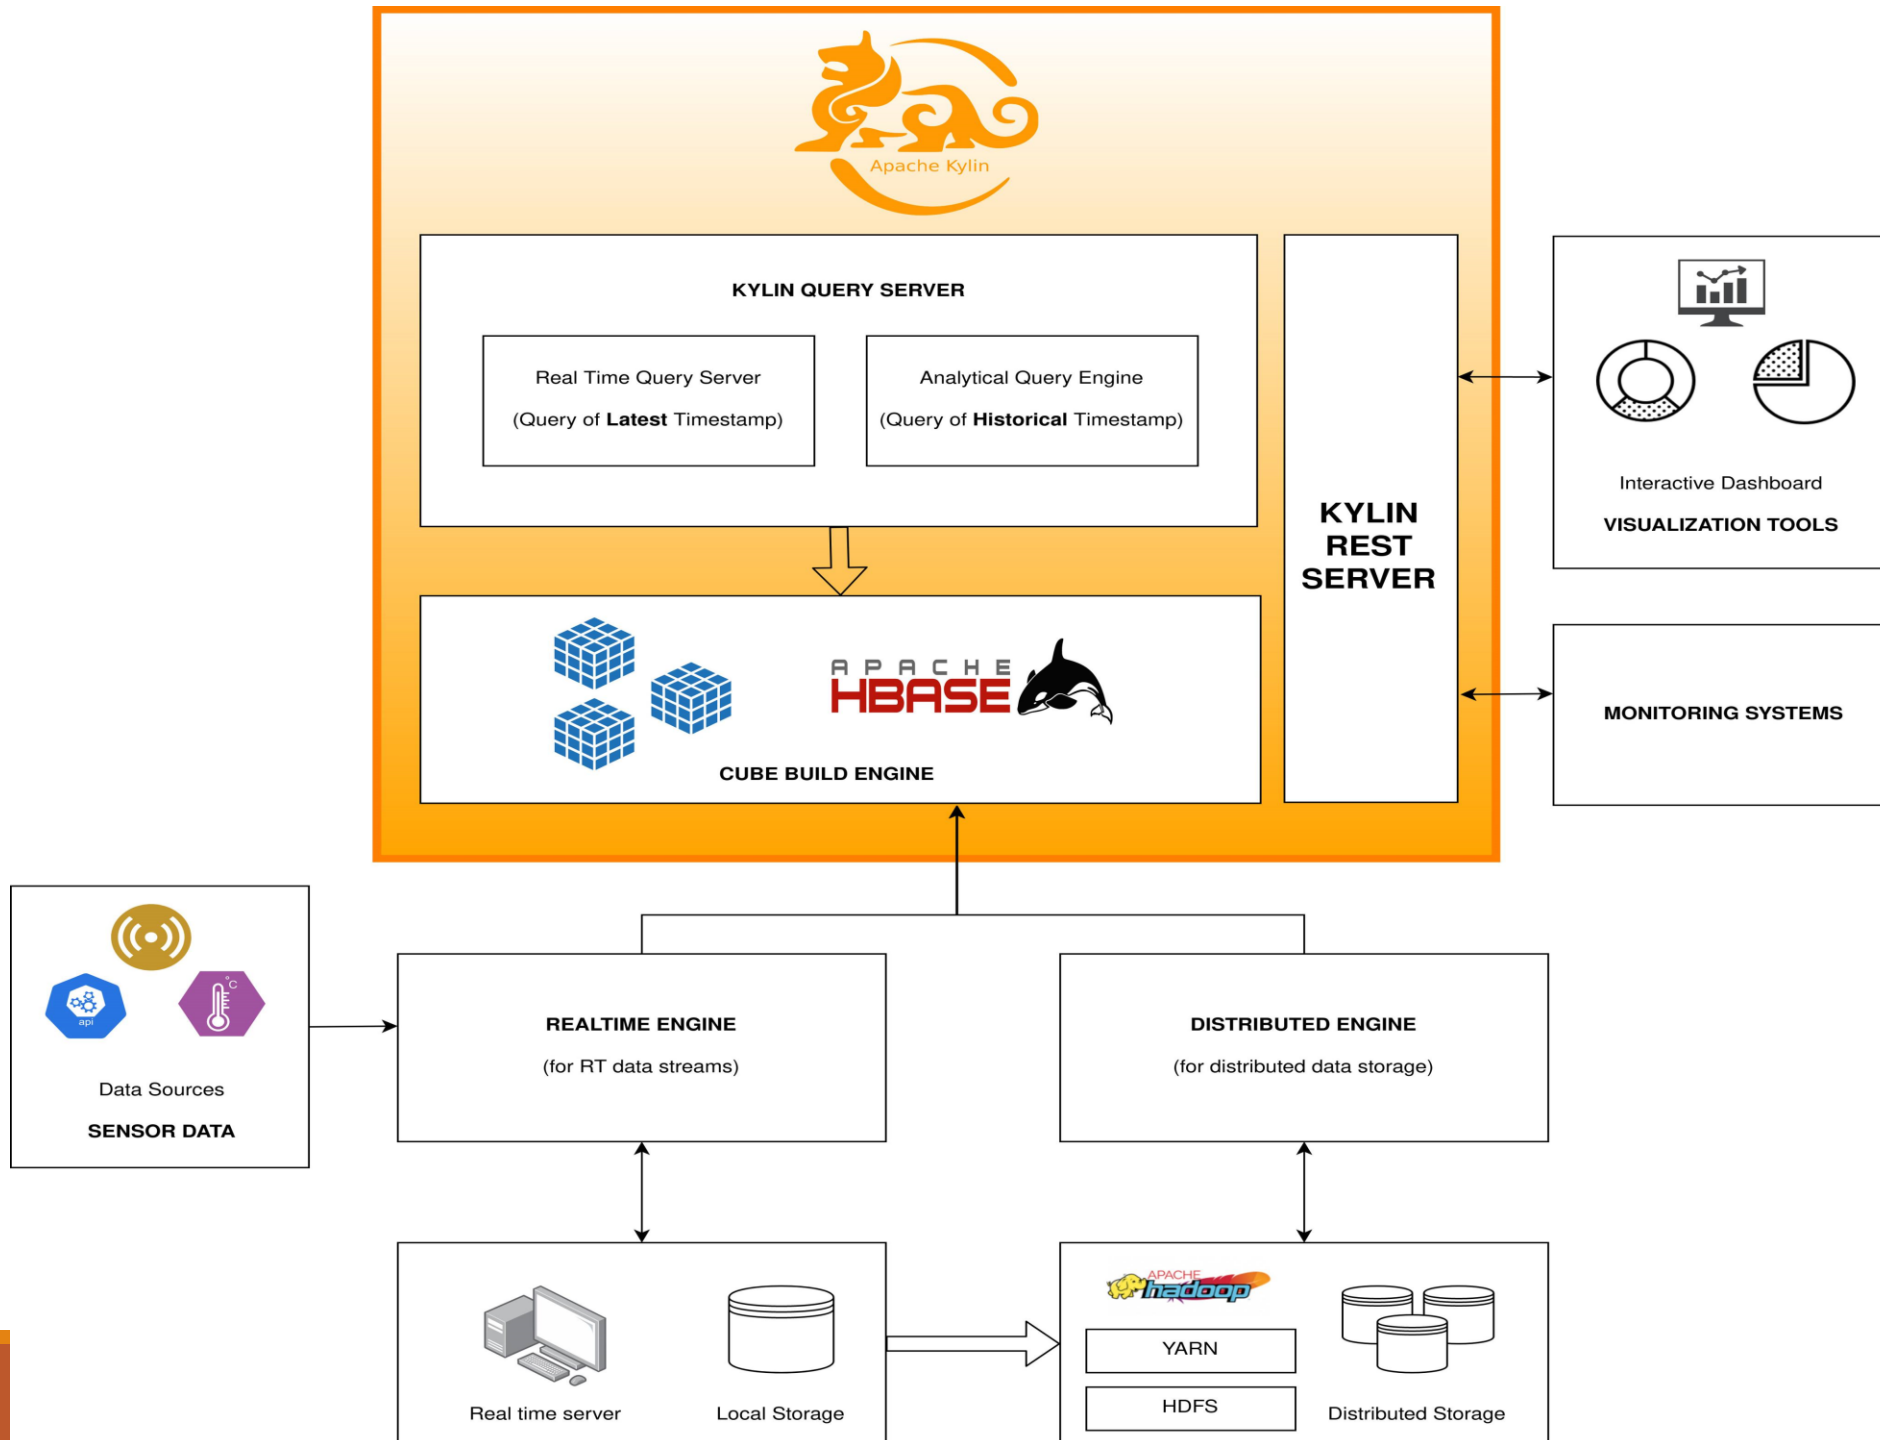 Apache Kylin
KYLIN QUERY SERVER
Real Time Query Server
(Query of Latest Timestamp)
Analytical Query Engine
(Query of Historical Timestamp)
KYLIN
REST
SERVER
Interactive Dashboard
VISUALIZATION TOOLS
APACHE
HBASE
CUBE BUILD ENGINE
MONITORING SYSTEMS
°C
api
Data Sources
SENSOR DATA
REALTIME ENGINE
(for RT data streams)
DISTRIBUTED ENGINE
(for distributed data storage)
Real time server
Local Storage
APACHE
hadoop
YARN
HDFS
Distributed Storage